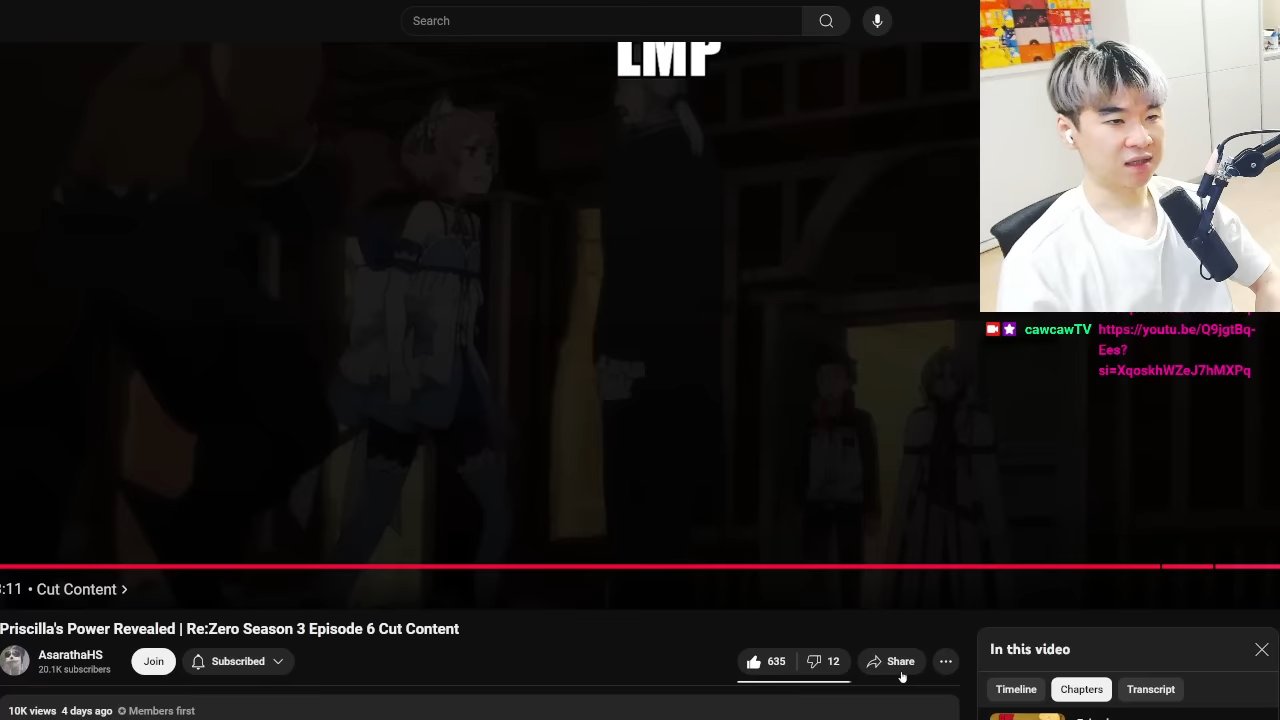 Search
LMP
cawcawTV https://youtu.be/Q9jgtBq-
Ees?
si=XqoskhWZeJ7hMXPq
:11 • Cut Content >
Priscilla's Power Revealed | Re:Zero Season 3 Episode 6 Cut Content
AsarathaHS
20.1K subscribers
Join
Subscribed
635
12
Share
In this video
Timeline
Chapters
Transcript
10K views 4 days ago Members first